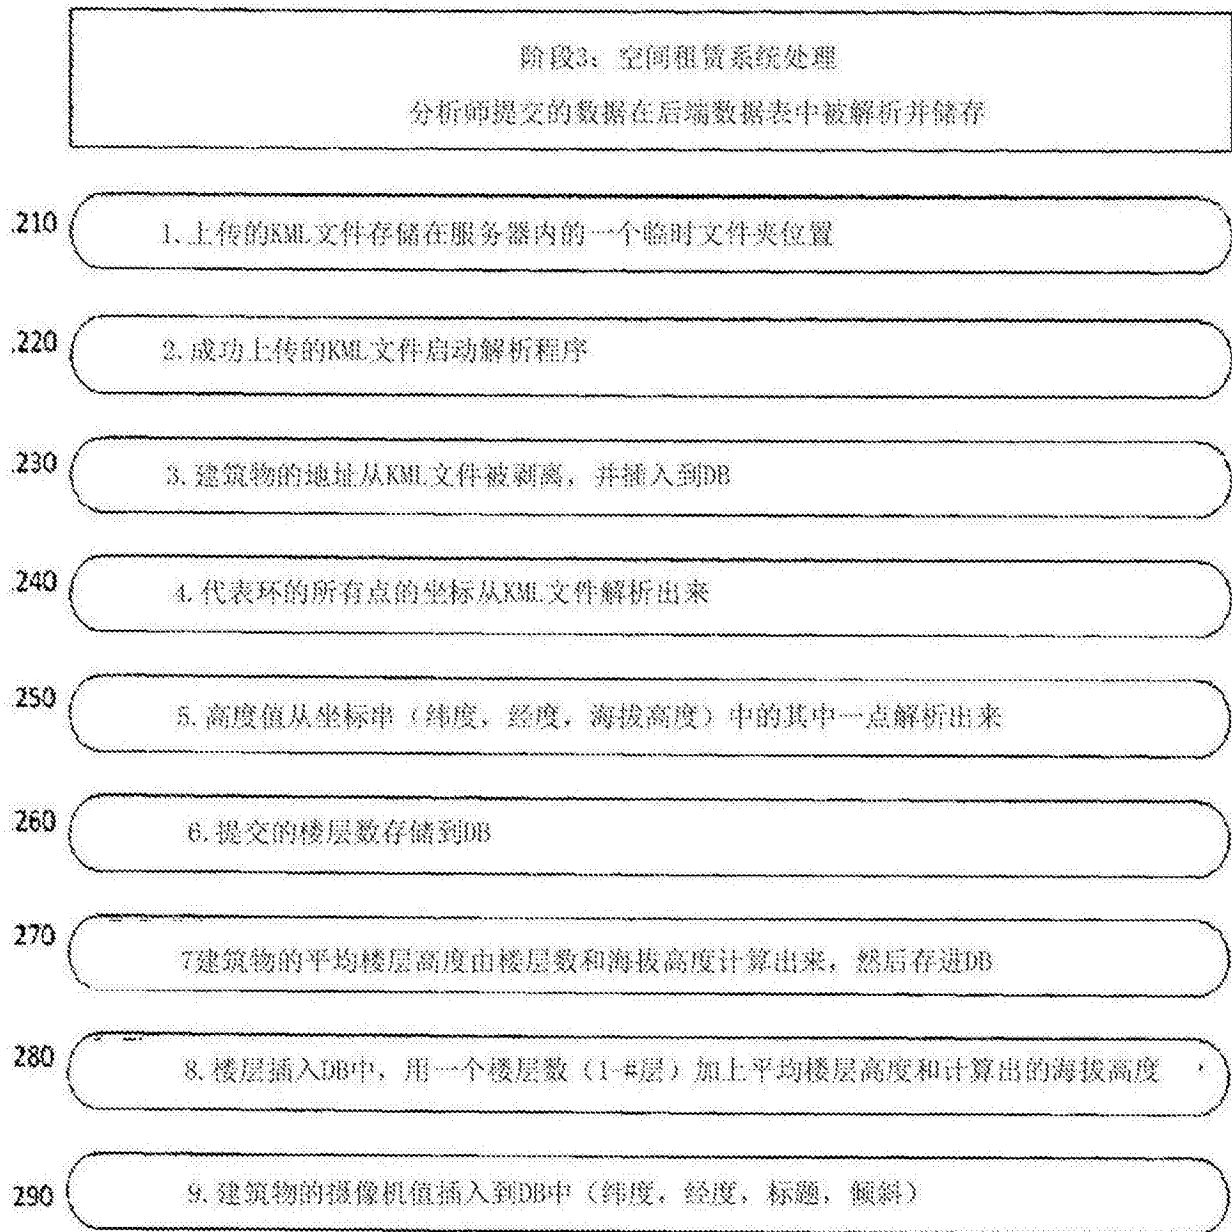 阶段3：空间租赁系统处理
分析师提交的数据在后端数据表中被解析并储存
210
1.上传的KML文件存储在服务器内的一个临时文件夹位置
220
2.成功上传的KML文件启动解析程序
230
3.建筑物的地址从KML文件被剥离，并插入到DB
240
4.代表环的所有点的坐标从KML文件解析出来
250
5.高度值从坐标串（纬度，经度，海拔高度）中的其中一点解析出来
260
6.提交的楼层数存储到DB
270
7建筑物的平均楼层高度由楼层数和海拔高度计算出来，然后存进DB
280
8.楼层插入DB中，用一个楼层数（1-#层）加上平均楼层高度和计算出的海拔高度
290
9.建筑物的摄像机值插入到DB中（纬度，经度，标题，倾斜）